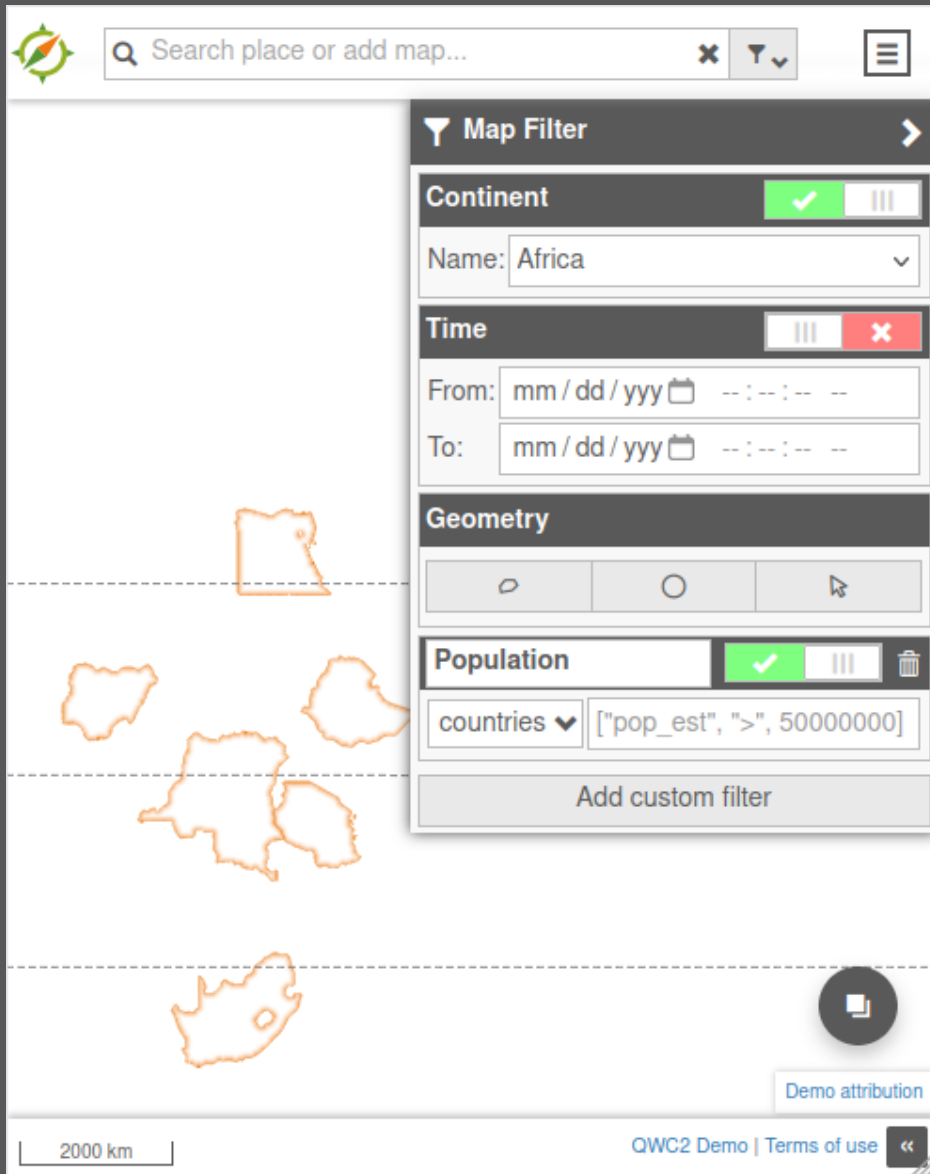 Search place or add map...
Map Filter
Continent
Name: Africa
Time
From: mm / dd / yyy -- : -- : -- --
To: mm / dd / yyy -- : -- : -- --
Geometry
Population
countries ["pop_est", ">", 50000000]
Add custom filter
Demo attribution
2000 km QWC2 Demo | Terms of use «